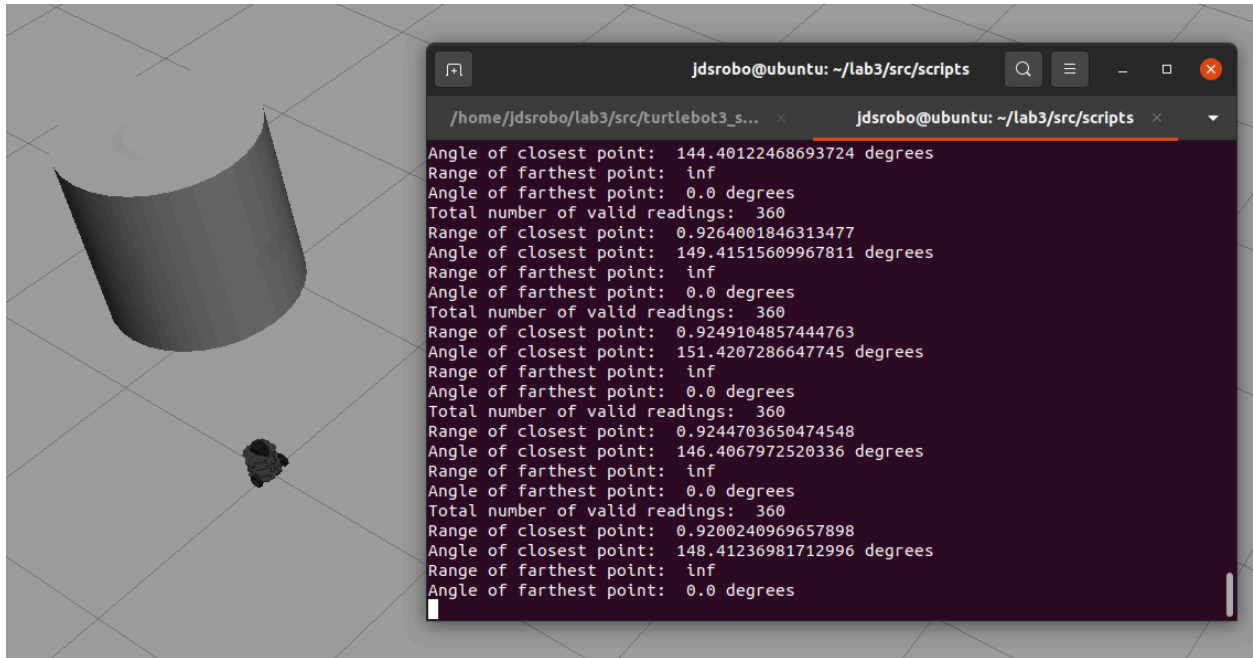 jdsrobo@ubuntu: ~/lab3/src/scripts
/home/jdsrobo/lab3/src/turtlebot3_s... jdsrobo@ubuntu: ~/lab3/src/scripts
Angle of closest point:  144.40122468693724 degrees
Range of farthest point:  inf
Angle of farthest point:  0.0 degrees
Total number of valid readings:  360
Range of closest point:  0.9264001846313477
Angle of closest point:  149.41515609967811 degrees
Range of farthest point:  inf
Angle of farthest point:  0.0 degrees
Total number of valid readings:  360
Range of closest point:  0.9249104857444763
Angle of closest point:  151.4207286647745 degrees
Range of farthest point:  inf
Angle of farthest point:  0.0 degrees
Total number of valid readings:  360
Range of closest point:  0.9244703650474548
Angle of closest point:  146.4067972520336 degrees
Range of farthest point:  inf
Angle of farthest point:  0.0 degrees
Total number of valid readings:  360
Range of closest point:  0.9200240969657898
Angle of closest point:  148.41236981712996 degrees
Range of farthest point:  inf
Angle of farthest point:  0.0 degrees